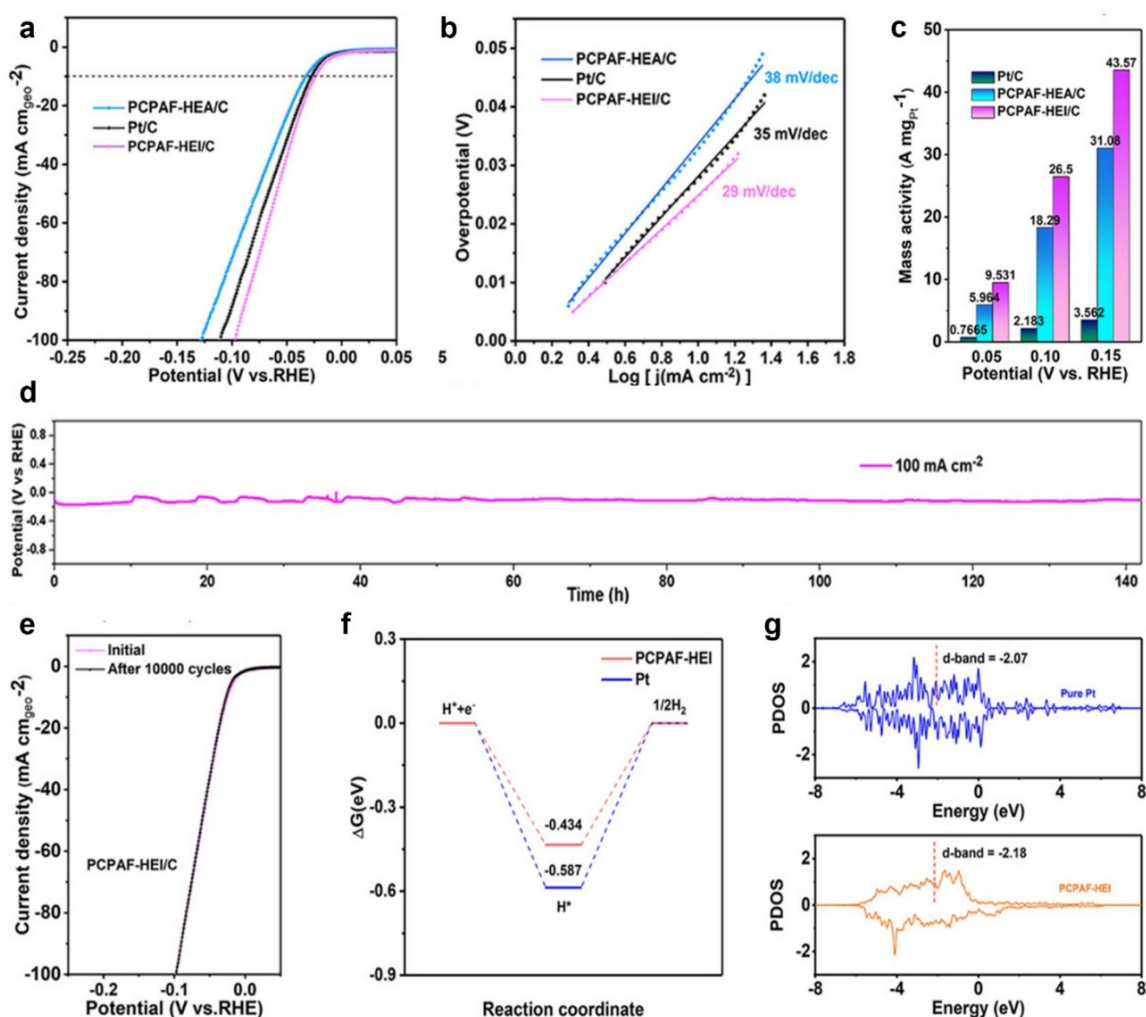 a
0
-20
-40
-60
-80
-100
Current density (mA cm_geo^-2)
PCPAF-HEA/C
Pt/C
PCPAF-HEI/C
-0.25 -0.20 -0.15 -0.10 -0.05 0.00 0.05
Potential (V vs.RHE)
b
0.05
0.04
0.03
0.02
0.01
0.00
5
Overpotential (V)
PCPAF-HEA/C
Pt/C
PCPAF-HEI/C
38 mV/dec
35 mV/dec
29 mV/dec
0.0 0.2 0.4 0.6 0.8 1.0 1.2 1.4 1.6 1.8
Log [ j(mA cm^-2) ]
c
50
40
30
20
10
0
Mass activity (A mg_Pt^-1)
Pt/C
PCPAF-HEA/C
PCPAF-HEI/C
0.7665
5.964
9.531
2.183
18.29
26.5
3.562
31.08
43.57
0.05 0.10 0.15
Potential (V vs. RHE)
d
0.8
0.4
0.0
-0.4
-0.8
Potential (V vs RHE)
100 mA cm^-2
0 20 40 60 80 100 120 140
Time (h)
e
0
-20
-40
-60
-80
-100
Current density (mA cm_geo^-2)
Initial
After 10000 cycles
PCPAF-HEI/C
-0.2 -0.1 0.0
Potential (V vs.RHE)
f
0.3
0.0
-0.3
-0.6
-0.9
ΔG(eV)
PCPAF-HEI
Pt
H⁺+e⁻
1/2H₂
-0.434
-0.587
H*
Reaction coordinate
g
2
0
-2
PDOS
d-band = -2.07
Pure Pt
-8 -4 0 4 8
Energy (eV)
2
0
-2
PDOS
d-band = -2.18
PCPAF-HEI
-8 -4 0 4 8
Energy (eV)